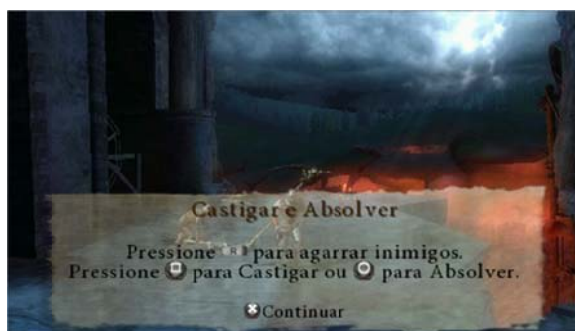 Castigar e Absolver
Pressione R para agarrar inimigos.
Pressione para Castigar ou para Absolver.
Continuar